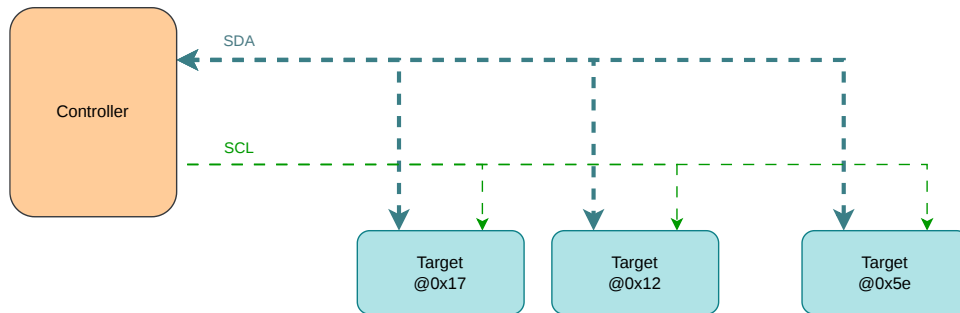 SDA
Controller
SCL
Target
@0x17
Target
@0x12
Target
@0x5e